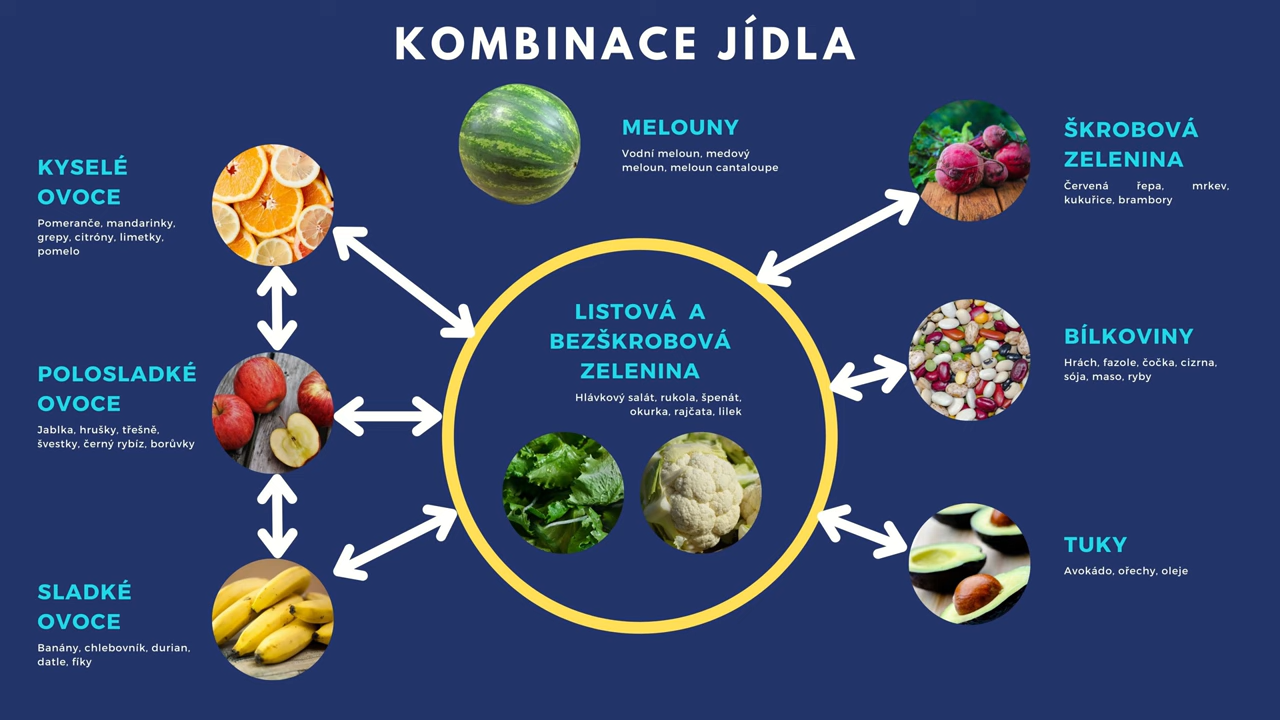 KOMBINACE JÍDLA
MELOUNY
Vodní meloun, medový
meloun, meloun cantaloupe
KYSELÉ
OVOCE
Pomeranče, mandarinky,
grepy, citróny, limetky,
pomelo
POLOSLADKÉ
OVOCE
Jablka, hrušky, třešně,
švestky, černý rybíz, borůvky
SLADKÉ
OVOCE
Banány, chlebovník, durian,
datle, fíky
LISTOVÁ A
BEZŠKROBOVÁ
ZELENINA
Hlávkový salát, rukola, špenát,
okurka, rajčata, lilek
ŠKROBOVÁ
ZELENINA
Červená řepa, mrkev,
kukuřice, brambory
BÍLKOVINY
Hrách, fazole, čočka, cizrna,
sója, maso, ryby
TUKY
Avokádo, ořechy, oleje